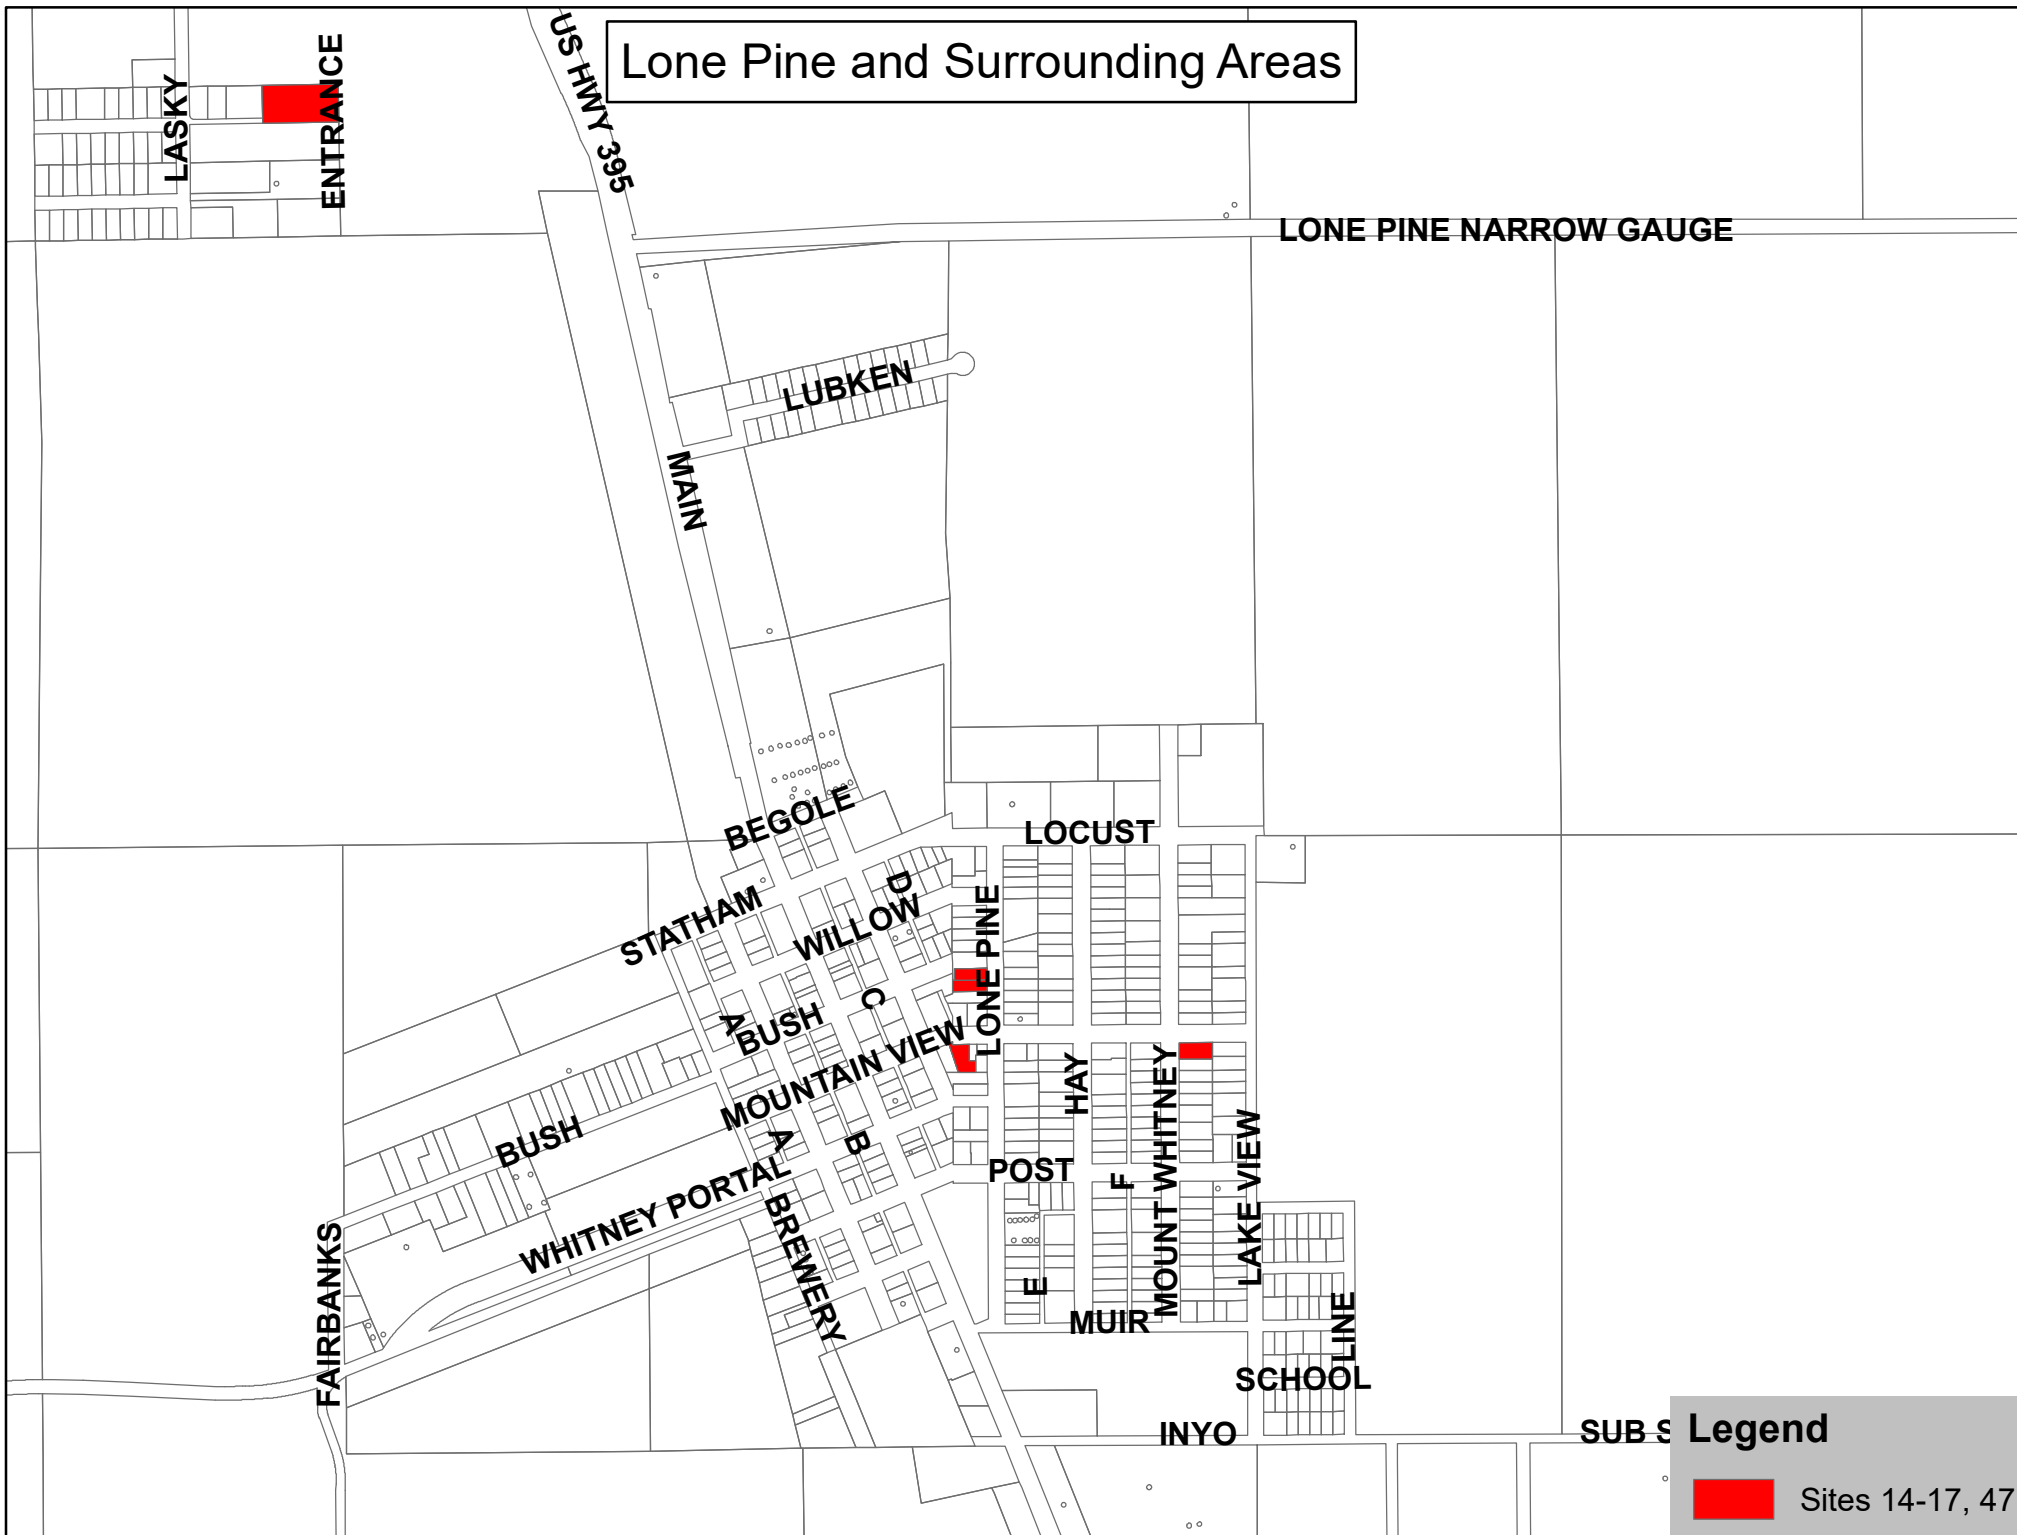 Lone Pine and Surrounding Areas
US HWY 395
ENTRANCE
LASKY
LONE PINE NARROW GAUGE
LUBKEN
MAIN
BEGOLE
LOCUST
STATHAM
D
WILLOW
LONE PINE
C
A
BUSH
MOUNTAIN VIEW
HAY
MOUNT WHITNEY
LAKE VIEW
BUSH
A
B
POST
F
WHITNEY PORTAL
BREWERY
FAIRBANKS
E
MUIR
LINE
SCHOOL
INYO
SUB S
Legend
Sites 14-17, 47